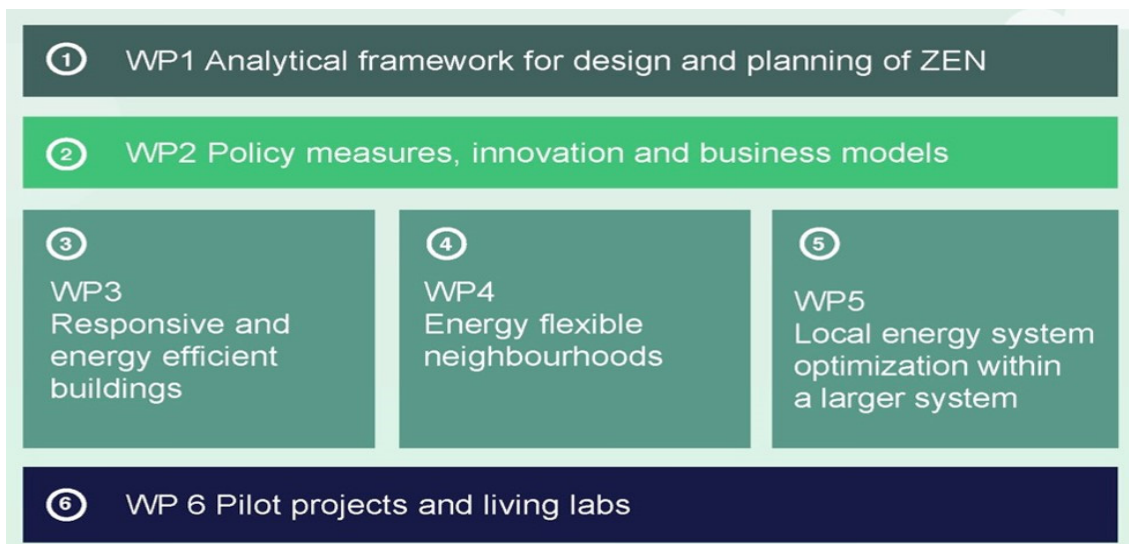 1 WP1 Analytical framework for design and planning of ZEN
2 WP2 Policy measures, innovation and business models
3
WP3
Responsive and
energy efficient
buildings
4
WP4
Energy flexible
neighbourhoods
5
WP5
Local energy system
optimization within
a larger system
6 WP 6 Pilot projects and living labs